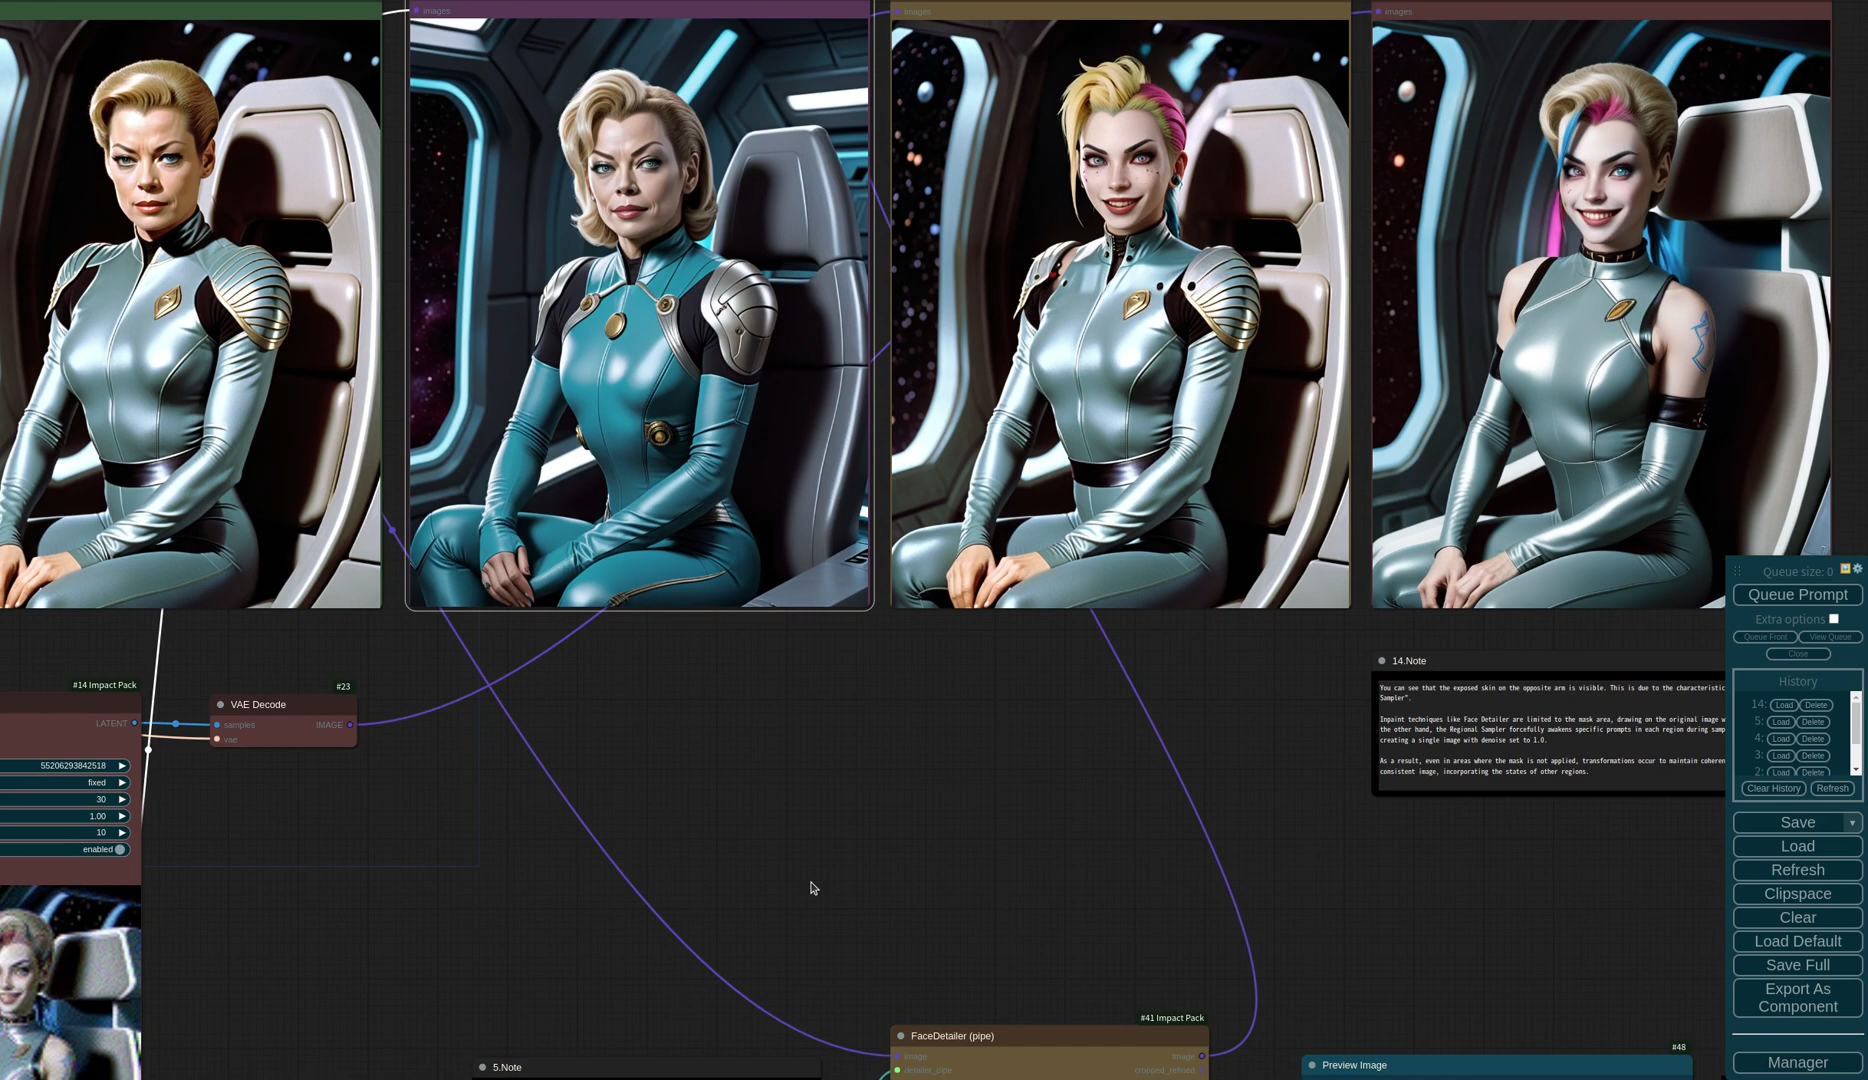 images
images
images
#14 Impact Pack
LATENT
55206293842518
fixed
30
1.00
10
enabled
#23
VAE Decode
samples
IMAGE
vae
14.Note
You can see that the exposed skin on the opposite arm is visible. This is due to the characteristic
Sampler".
Inpaint techniques like Face Detailer are limited to the mask area, drawing on the original image w
the other hand, the Regional Sampler forcefully awakens specific prompts in each region during samp
creating a single image with denoise set to 1.0.
As a result, even in areas where the mask is not applied, transformations occur to maintain coheren
consistent image, incorporating the states of other regions.
#41 Impact Pack
FaceDetailer (pipe)
image
image
detailer_pipe
cropped_refined
5.Note
#48
Preview Image
Queue size: 0
Queue Prompt
Extra options
Queue Front
View Queue
Close
History
14: Load Delete
5: Load Delete
4: Load Delete
3: Load Delete
2: Load Delete
Clear History
Refresh
Save
Load
Refresh
Clipspace
Clear
Load Default
Save Full
Export As
Component
Manager